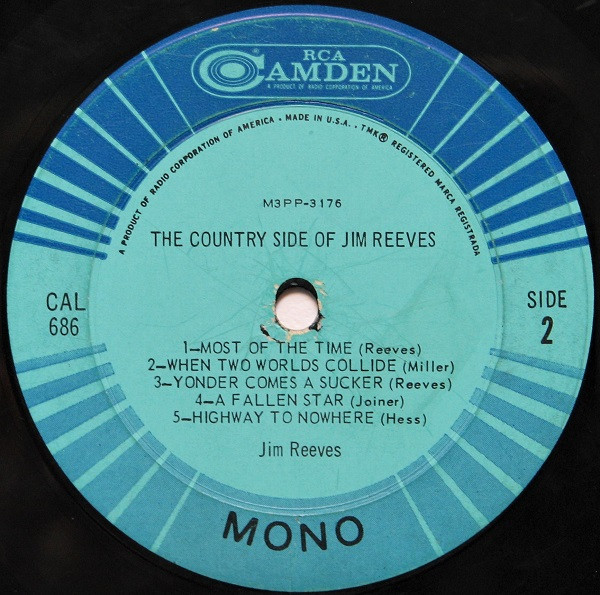 RCA
CAMDEN
A PRODUCT OF RADIO CORPORATION OF AMERICA
A PRODUCT OF RADIO CORPORATION OF AMERICA • MADE IN U.S.A. • TMK® REGISTERED MARCA REGISTRADA
M3PP-3176
THE COUNTRY SIDE OF JIM REEVES
CAL
686
SIDE
2
1—MOST OF THE TIME (Reeves)
2—WHEN TWO WORLDS COLLIDE (Miller)
3—YONDER COMES A SUCKER (Reeves)
4—A FALLEN STAR (Joiner)
5—HIGHWAY TO NOWHERE (Hess)
Jim Reeves
MONO